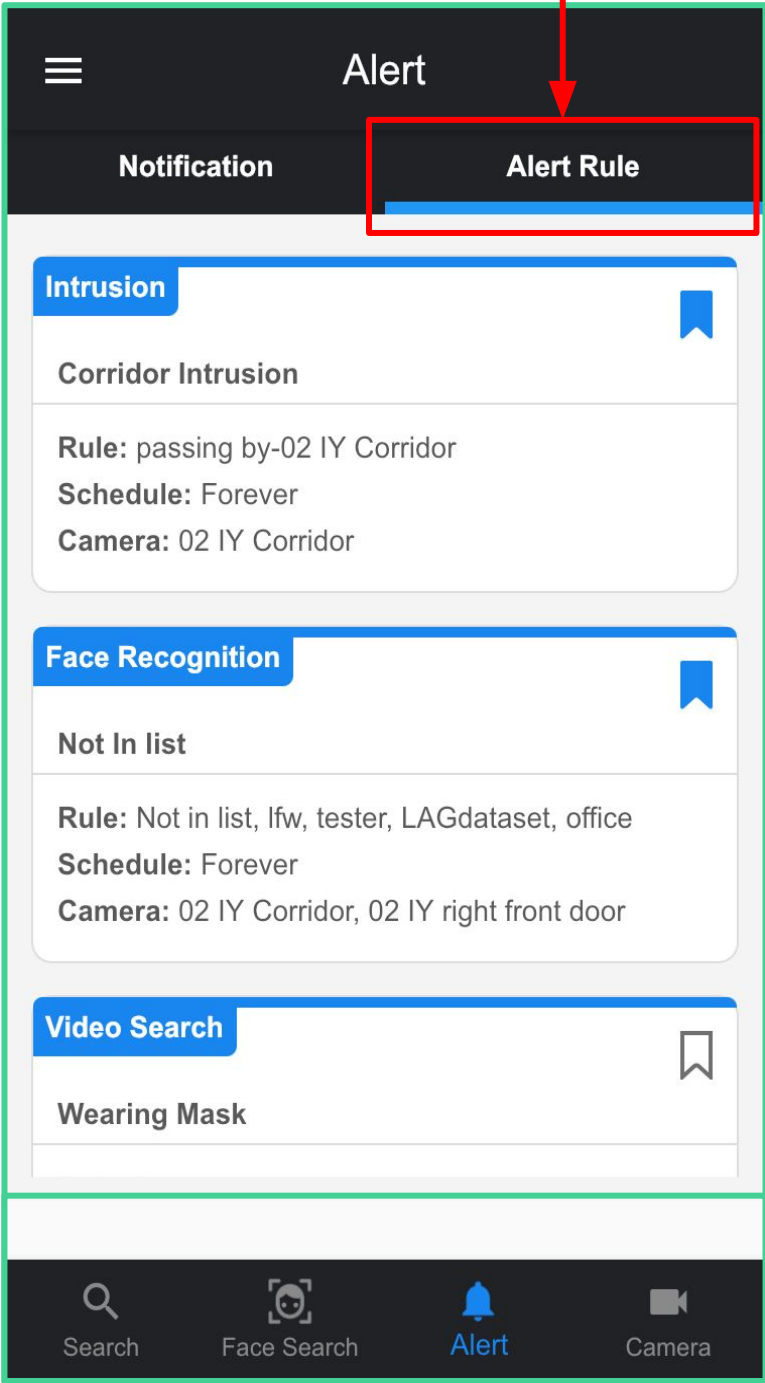 Alert
Notification
Alert Rule
Intrusion
Corridor Intrusion
Rule: passing by-02 IY Corridor
Schedule: Forever
Camera: 02 IY Corridor
Face Recognition
Not In list
Rule: Not in list, lfw, tester, LAGdataset, office
Schedule: Forever
Camera: 02 IY Corridor, 02 IY right front door
Video Search
Wearing Mask
Search
Face Search
Alert
Camera